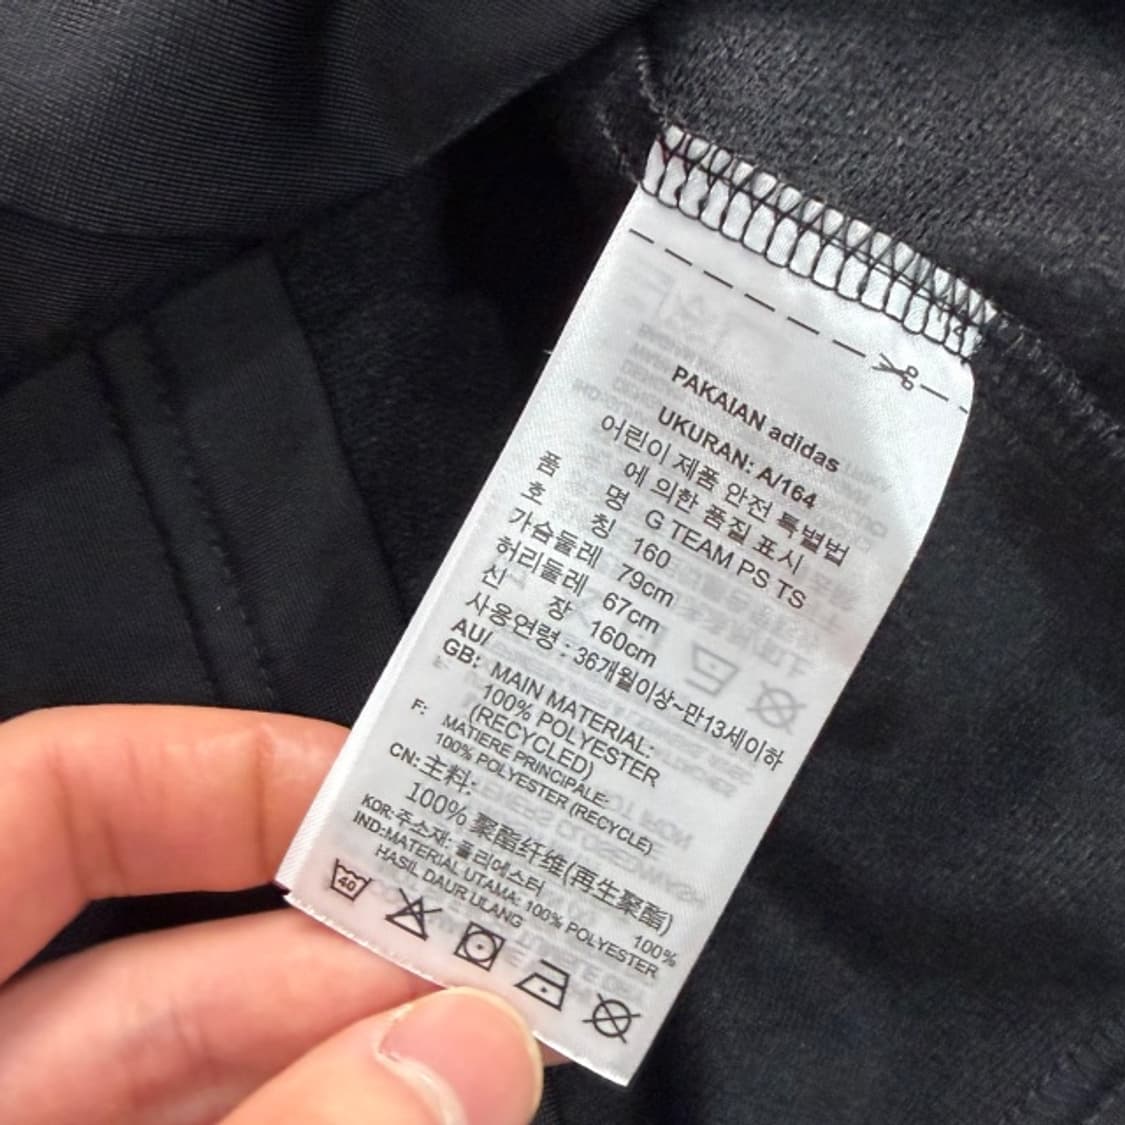 PAKAIAN adidas
UKURAN: A/164
어린이 제품 안전 특별법
에 의한 품질 표시
품 명 G TEAM PS TS
호 칭 160
가슴둘레 79cm
허리둘레 67cm
신 장 160cm
사용연령 : 36개월이상~만13세이하
AU/
GB: MAIN MATERIAL:
100% POLYESTER
(RECYCLED)
F: MATIERE PRINCIPALE:
100% POLYESTER (RECYCLE)
CN:主料:
100% 聚酯纤维(再生聚酯)
KOR:주소재: 폴리에스터 100%
IND:MATERIAL UTAMA: 100% POLYESTER
HASIL DAUR ULANG
40